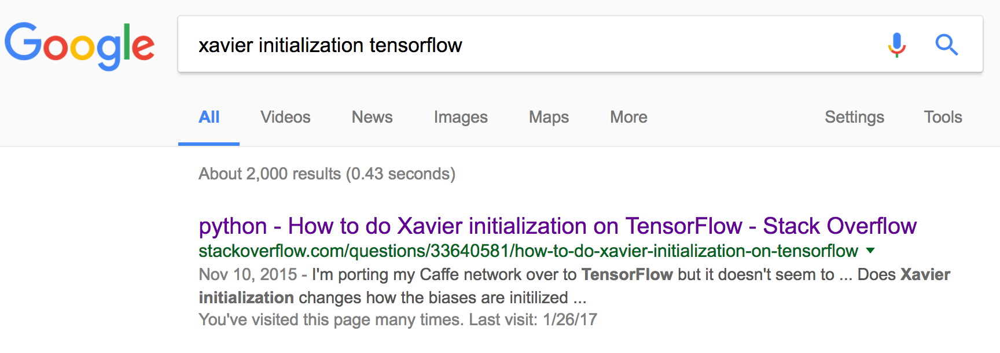 Google
xavier initialization tensorflow
All Videos News Images Maps More Settings Tools
About 2,000 results (0.43 seconds)
python - How to do Xavier initialization on TensorFlow - Stack Overflow
stackoverflow.com/questions/33640581/how-to-do-xavier-initialization-on-tensorflow
Nov 10, 2015 - I'm porting my Caffe network over to TensorFlow but it doesn't seem to ... Does Xavier
initialization changes how the biases are initilized ...
You've visited this page many times. Last visit: 1/26/17